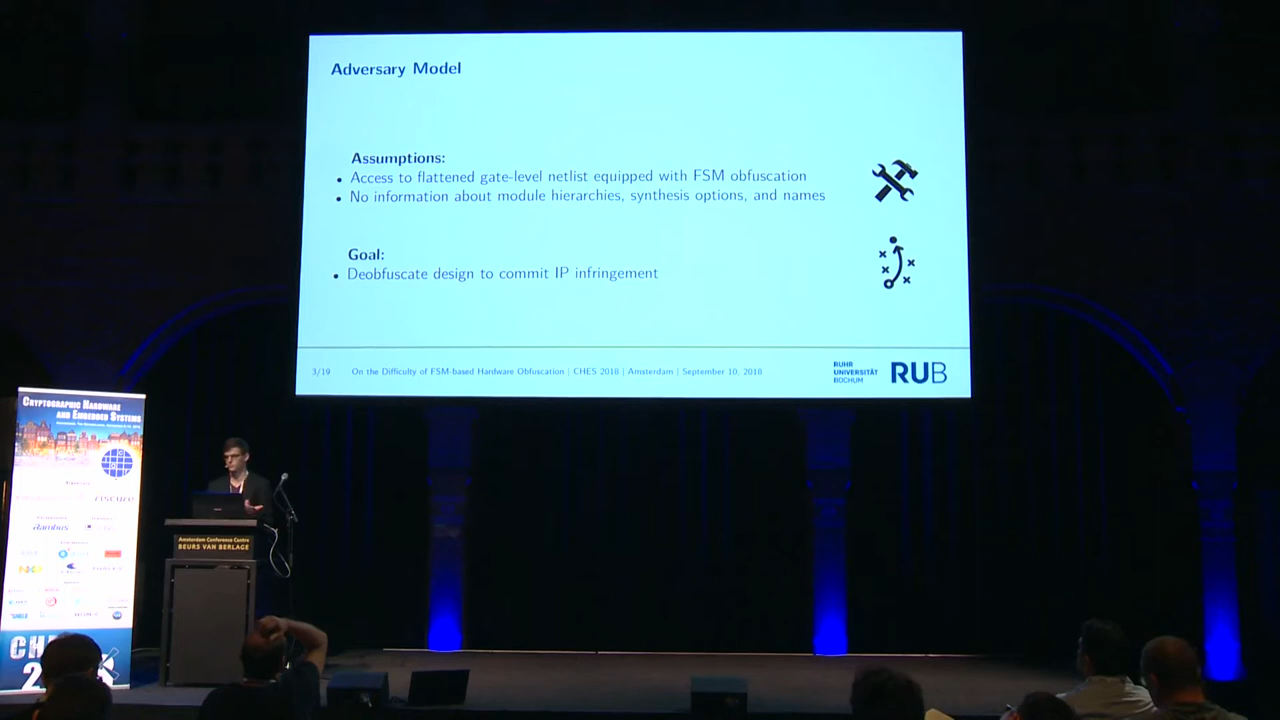 Adversary Model
Assumptions:
• Access to flattened gate-level netlist equipped with FSM obfuscation
• No information about module hierarchies, synthesis options, and names
Goal:
• Deobfuscate design to commit IP infringement
3/19 On the Difficulty of FSM-based Hardware Obfuscation | CHES 2018 | Amsterdam | September 10, 2018
RUHR
UNIVERSITÄT
BOCHUM
RUB
Cryptographic Hardware
and Embedded Systems
riscure
Rambus
Amsterdam Conference Centre
BEURS VAN BERLAGE